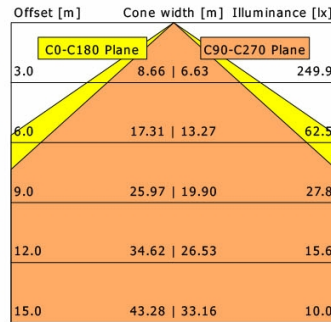 Offset [m] Cone width [m] Illuminance [lx]
C0-C180 Plane C90-C270 Plane
3.0 8.66 | 6.63 249.9
6.0 17.31 | 13.27 62.5
9.0 25.97 | 19.90 27.8
12.0 34.62 | 26.53 15.6
15.0 43.28 | 33.16 10.0